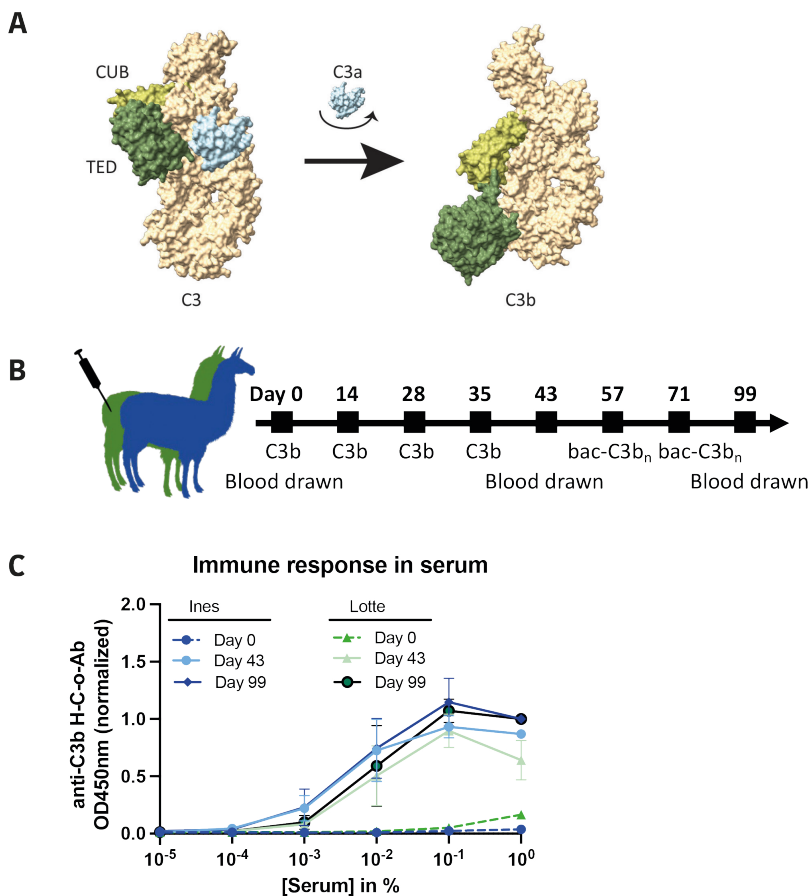 A
CUB
TED
C3
C3a
C3b
B
Day 0 14 28 35 43 57 71 99
C3b C3b C3b C3b bac-C3bn bac-C3bn
Blood drawn Blood drawn Blood drawn
C
Immune response in serum
Ines Lotte
Day 0 Day 0
Day 43 Day 43
Day 99 Day 99
anti-C3b H-C-o-Ab
OD450nm (normalized)
2.0
1.5
1.0
0.5
0.0
10-5 10-4 10-3 10-2 10-1 100
[Serum] in %